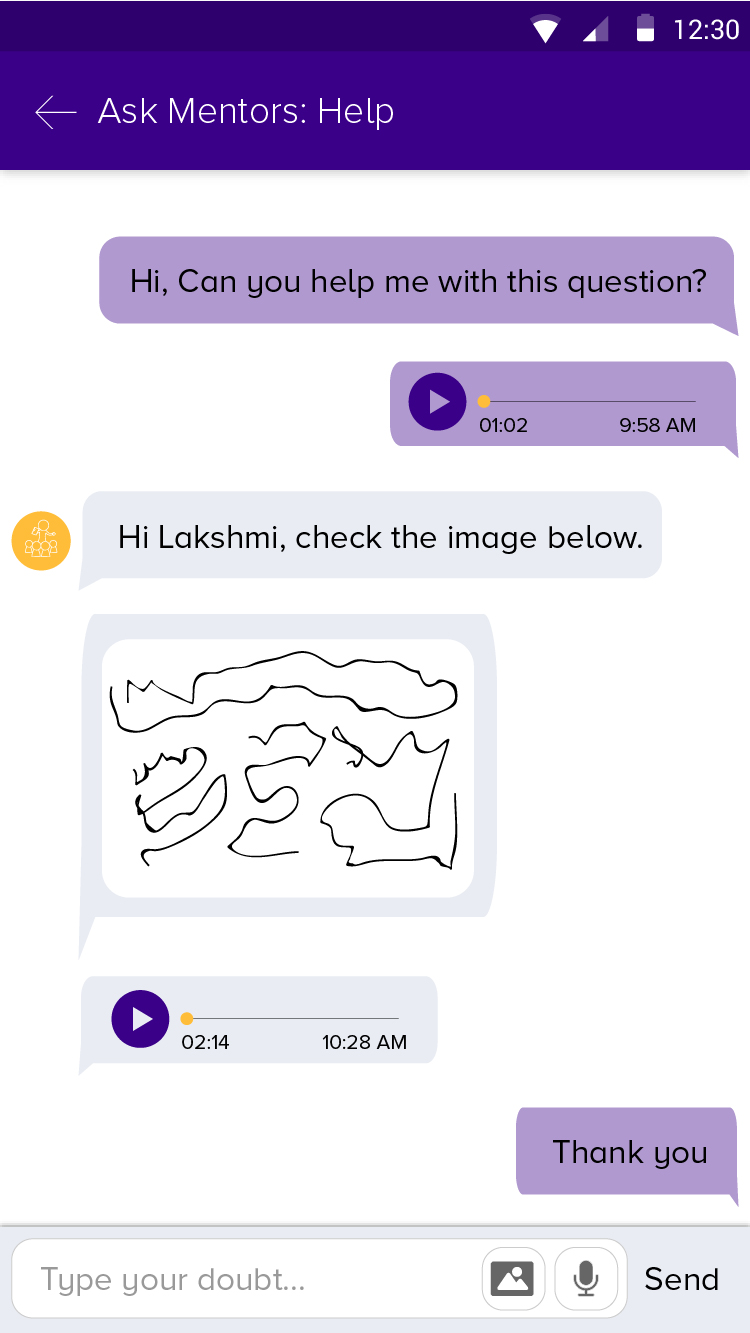 12:30
Ask Mentors: Help
Hi, Can you help me with this question?
01:02 9:58 AM
Hi Lakshmi, check the image below.
02:14 10:28 AM
Thank you
Type your doubt... Send